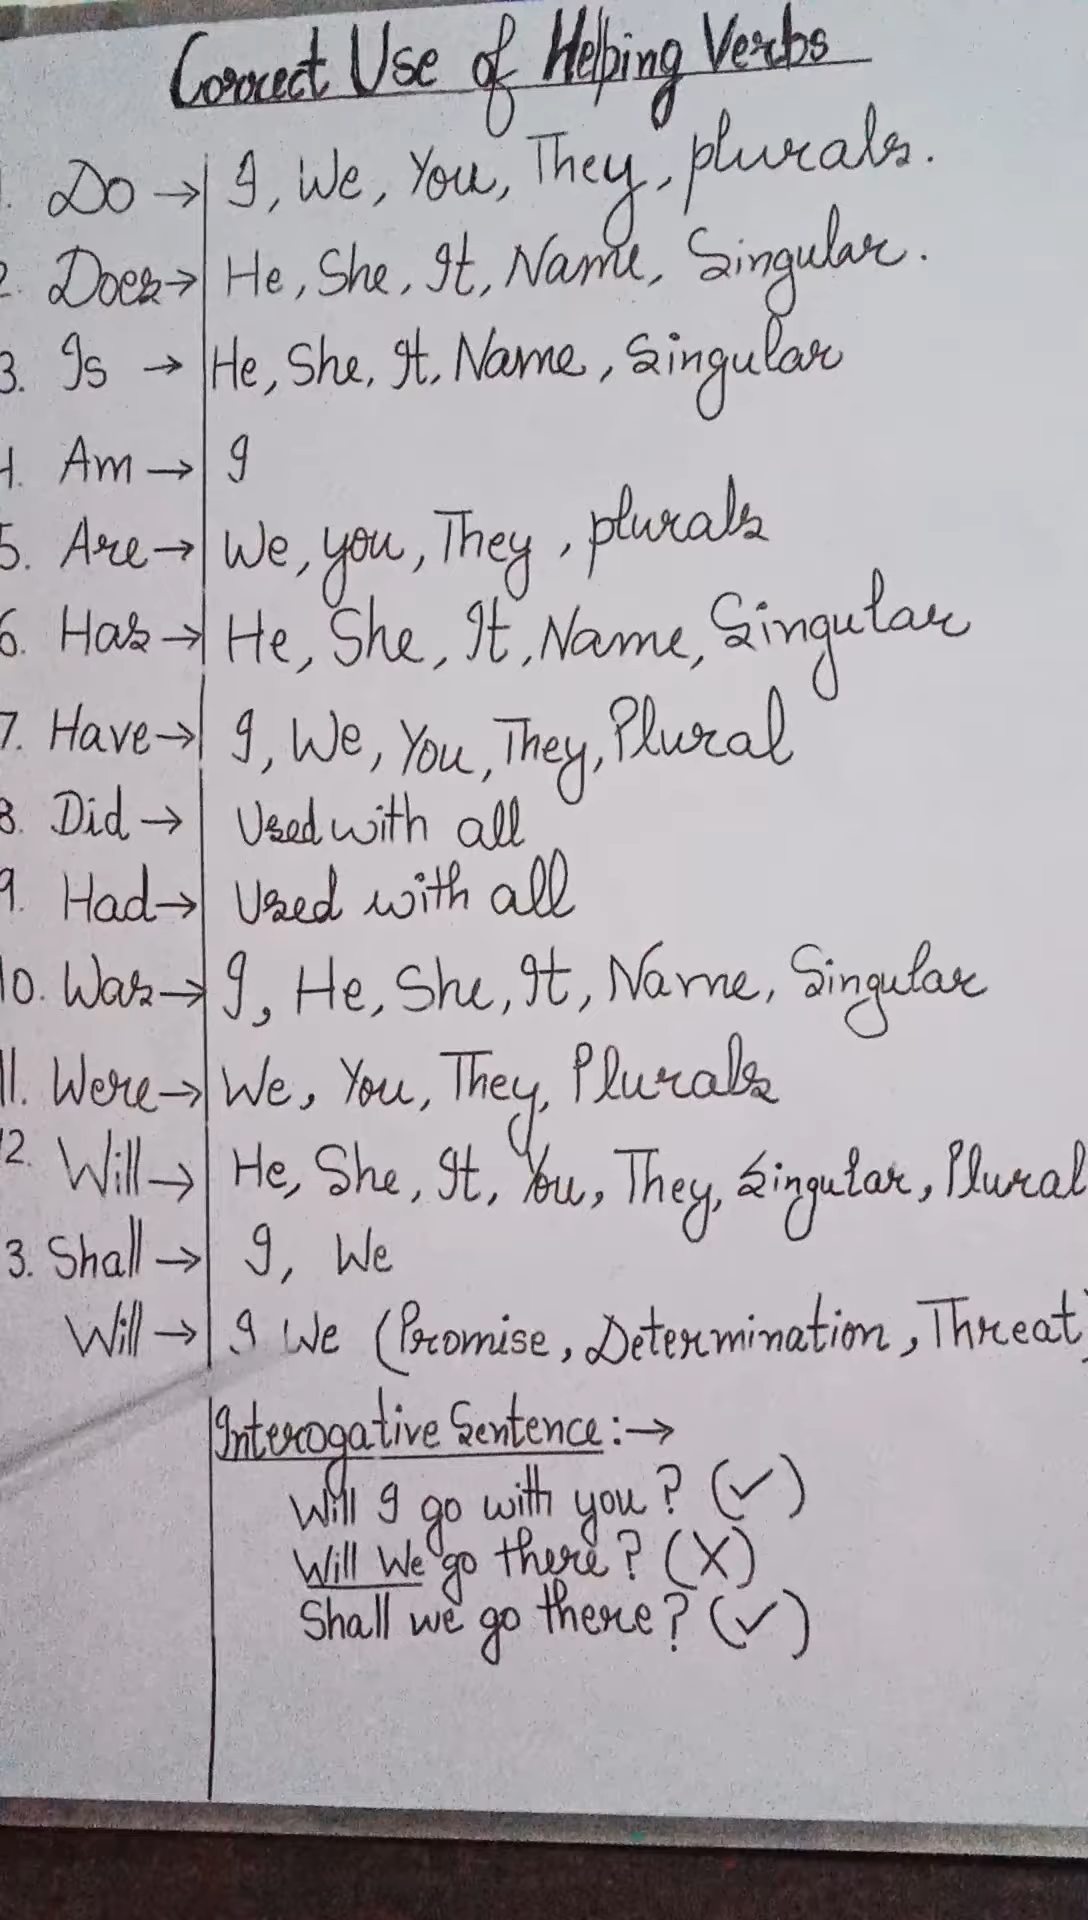 Correct Use of Helping Verbs
1. Do → I, We, You, They, plurals.
2. Does → He, She, It, Name, Singular.
3. Is → He, She, It, Name, Singular
4. Am → I
5. Are → We, you, They, plurals
6. Has → He, She, It, Name, Singular
7. Have → I, We, You, They, Plural
8. Did → Used with all
9. Had → Used with all
10. Was → I, He, She, It, Name, Singular
11. Were → We, You, They, Plurals
12. Will → He, She, It, You, They, Singular, Plural
3. Shall → I, We
Will → I We (Promise, Determination, Threat)
Interogative Sentence :→
Will I go with you? (✓)
Will We go there? (X)
Shall we go there? (✓)